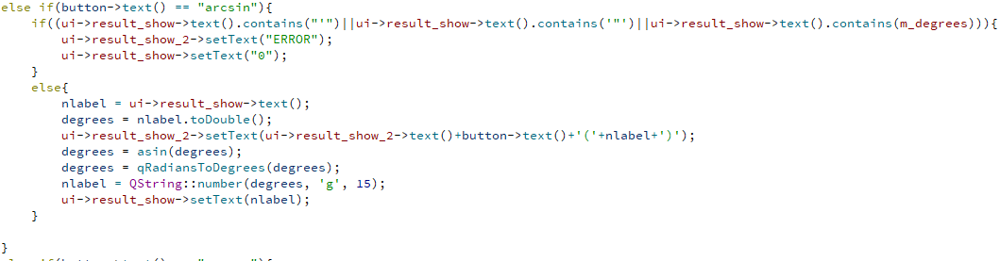 else if(button->text() == "arcsin"){
    if((ui->result_show->text().contains("'")||ui->result_show->text().contains('"')||ui->result_show->text().contains(m_degrees))){
        ui->result_show_2->setText("ERROR");
        ui->result_show->setText("0");
    }
    else{
        nlabel = ui->result_show->text();
        degrees = nlabel.toDouble();
        ui->result_show_2->setText(ui->result_show_2->text()+button->text()+'('+nlabel+')');
        degrees = asin(degrees);
        degrees = qRadiansToDegrees(degrees);
        nlabel = QString::number(degrees, 'g', 15);
        ui->result_show->setText(nlabel);
    }
}